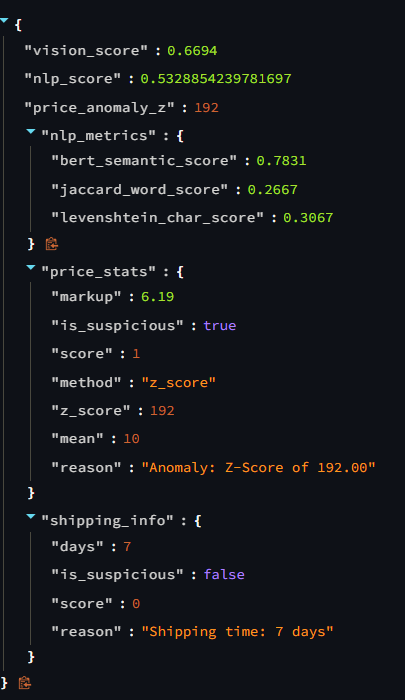 {
"vision_score" : 0.6694
"nlp_score" : 0.5328854239781697
"price_anomaly_z" : 192
"nlp_metrics" : {
"bert_semantic_score" : 0.7831
"jaccard_word_score" : 0.2667
"levenshtein_char_score" : 0.3067
}
"price_stats" : {
"markup" : 6.19
"is_suspicious" : true
"score" : 1
"method" : "z_score"
"z_score" : 192
"mean" : 10
"reason" : "Anomaly: Z-Score of 192.00"
}
"shipping_info" : {
"days" : 7
"is_suspicious" : false
"score" : 0
"reason" : "Shipping time: 7 days"
}
}